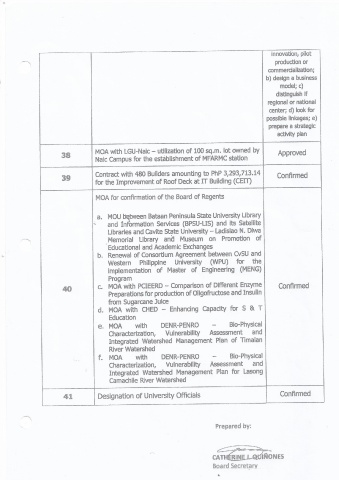 innovation, pilot
production or
commercialization;
b) design a business
model; c)
distinguish if
regional or national
center; d) look for
possible linkages; e)
prepare a strategic
activity plan
38
MOA with LGU-Naic – utilization of 100 sq.m. lot owned by
Naic Campus for the establishment of MFARMC station
Approved
39
Contract with 480 Builders amounting to PhP 3,293,713.14
for the Improvement of Roof Deck at IT Building (CEIT)
Confirmed
40
MOA for confirmation of the Board of Regents
a. MOU between Bataan Peninsula State University Library
and Information Services (BPSU-LIS) and its Satellite
Libraries and Cavite State University – Ladislao N. Diwa
Memorial Library and Museum on Promotion of
Educational and Academic Exchanges
b. Renewal of Consortium Agreement between CvSU and
Western Philippine University (WPU) for the
implementation of Master of Engineering (MENG)
Program
c. MOA with PCIEERD – Comparison of Different Enzyme
Preparations for production of Oligofructose and Insulin
from Sugarcane Juice
d. MOA with CHED – Enhancing Capacity for S & T
Education
e. MOA with DENR-PENRO – Bio-Physical
Characterization, Vulnerability Assessment and
Integrated Watershed Management Plan of Timalan
River Watershed
f. MOA with DENR-PENRO – Bio-Physical
Characterization, Vulnerability Assessment and
Integrated Watershed Management Plan for Lasong
Camachile River Watershed
Confirmed
41
Designation of University Officials
Confirmed
Prepared by:
CATHERINE L. QUIÑONES
Board Secretary